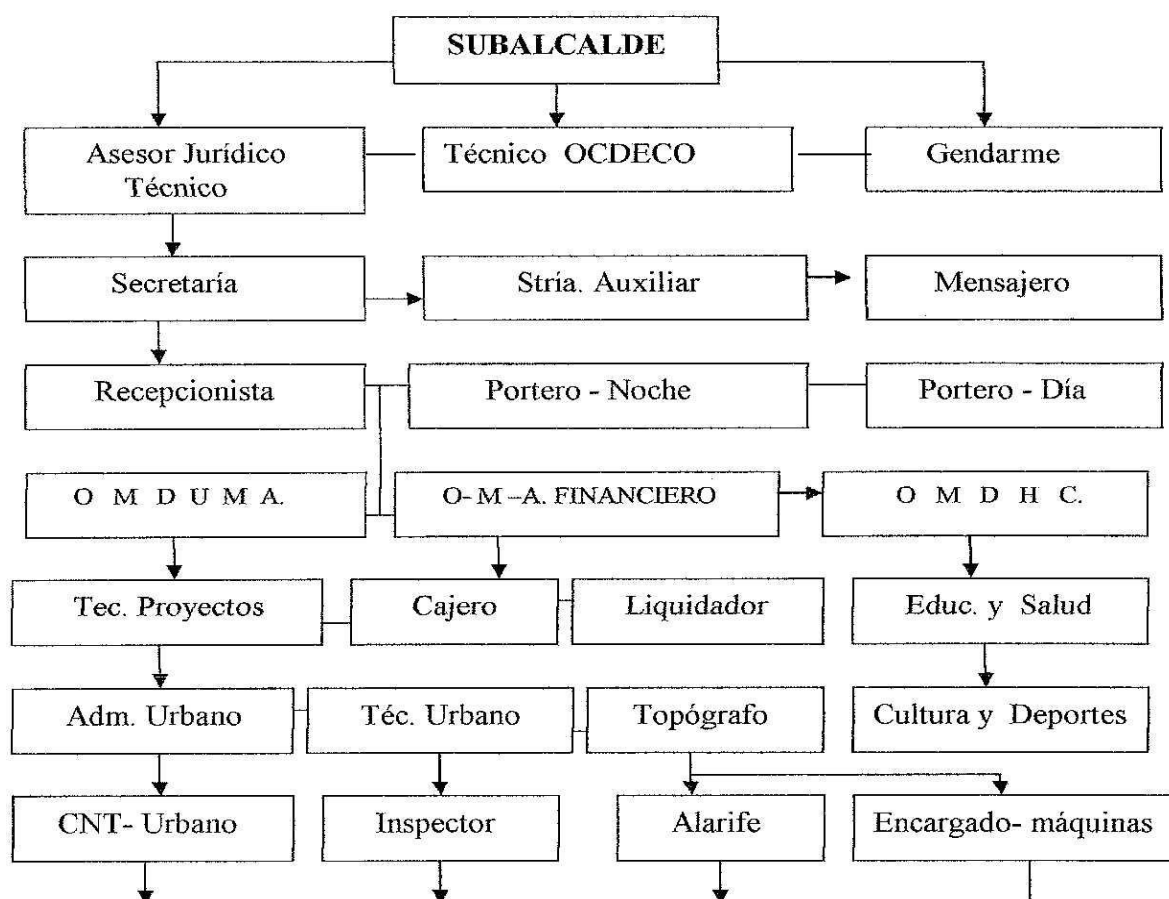 SUBALCALDE
Asesor Jurídico
Técnico
Técnico OCDECO
Gendarme
Secretaría
Stría. Auxiliar
Mensajero
Recepcionista
Portero - Noche
Portero - Día
O M D U M A.
O- M –A. FINANCIERO
O M D H C.
Tec. Proyectos
Cajero
Liquidador
Educ. y Salud
Adm. Urbano
Téc. Urbano
Topógrafo
Cultura y Deportes
CNT- Urbano
Inspector
Alarife
Encargado- máquinas